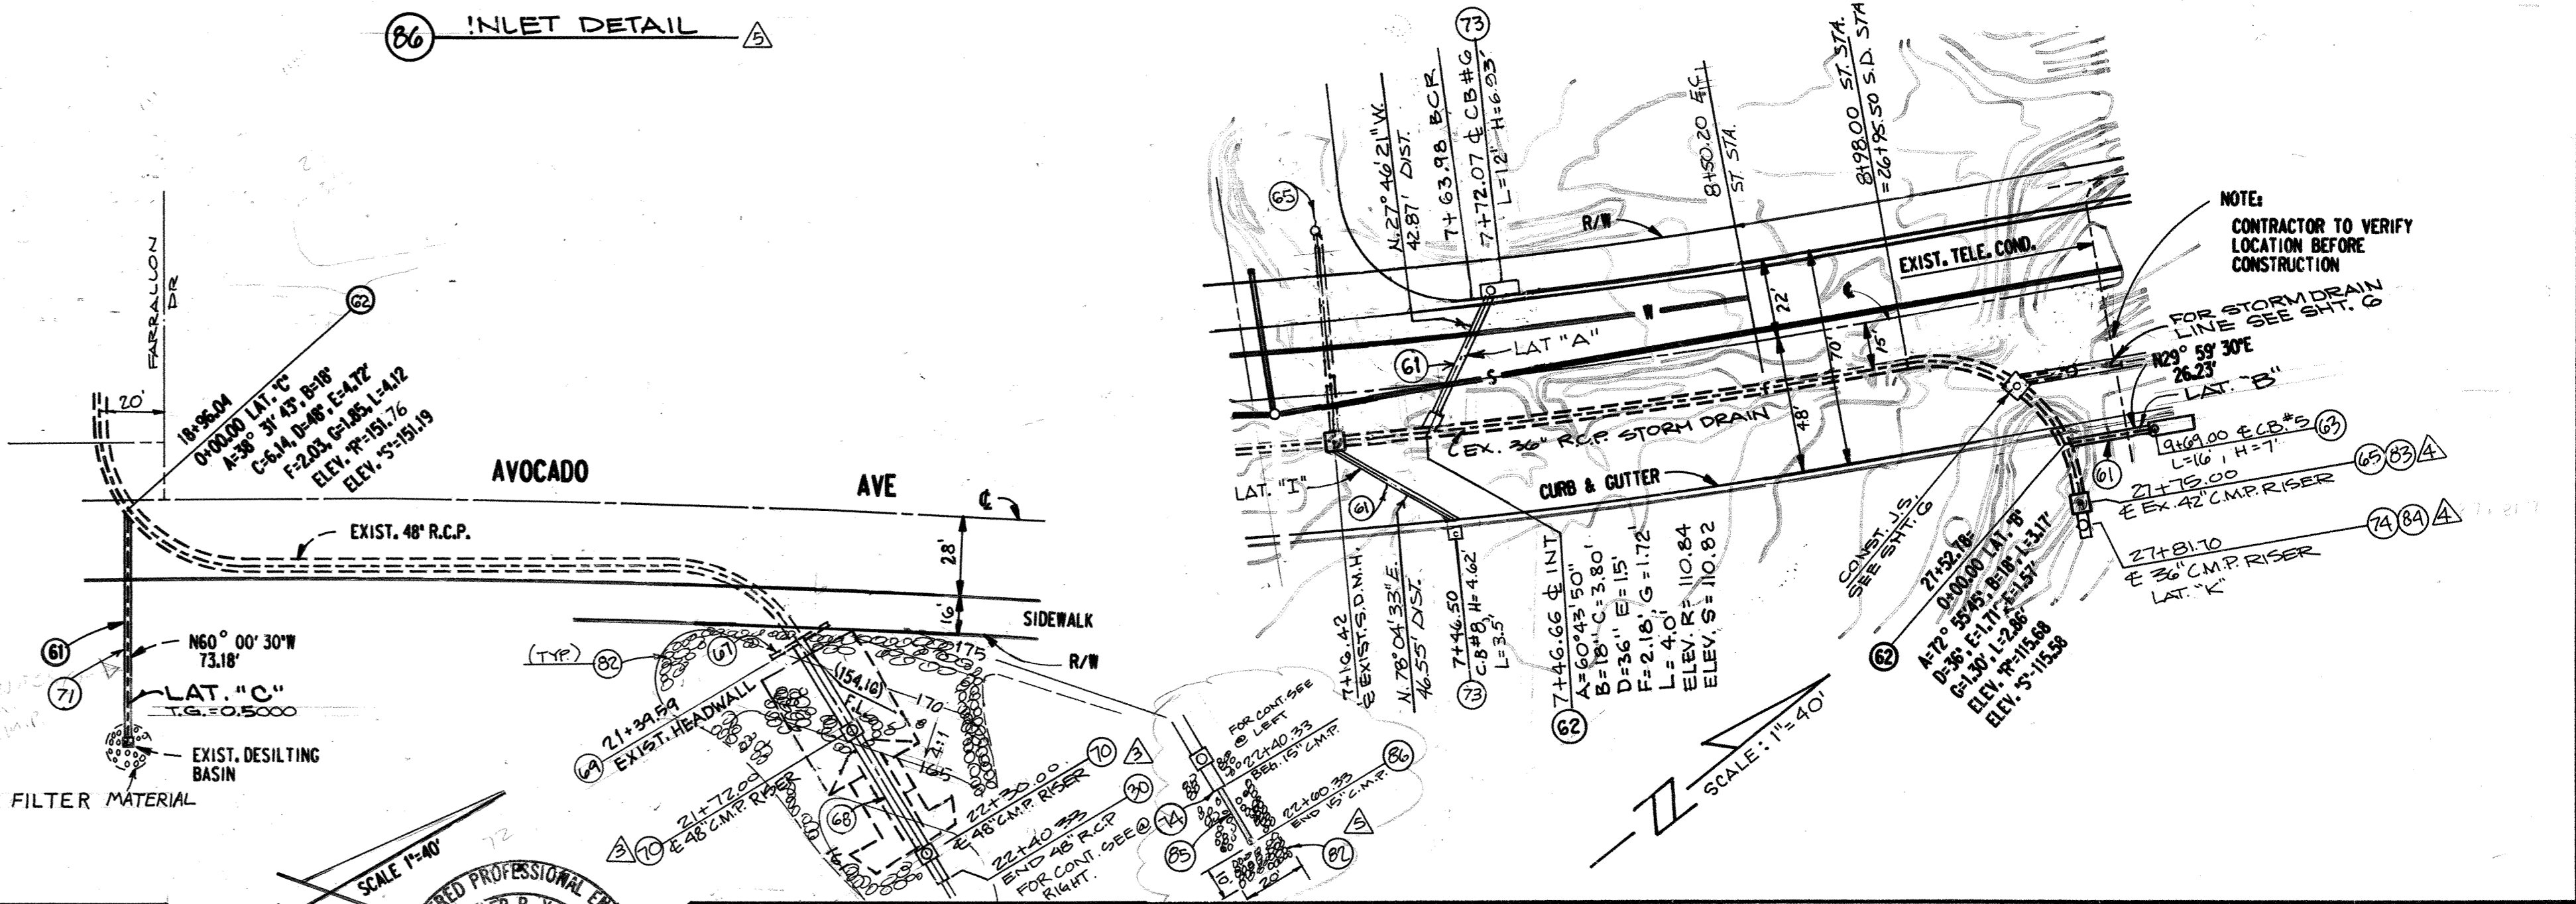 86 INLET DETAIL 5
FARRALLON
DR
20'
62
18+96.04
0+00.00 LAT. "C"
A=38° 31' 43", B=18"
C=6.14, D=48", E=4.72'
F=2.03, G=1.85, L=4.12
ELEV. "R"=151.76
ELEV. "S"=151.19
AVOCADO AVE
EXIST. 48" R.C.P.
28'
16'
SIDEWALK
R/W
61
N60° 00' 30"W
73.18'
71
LAT. "C"
T.G.=0.5000
EXIST. DESILTING
BASIN
FILTER MATERIAL
SCALE 1"=40'
(TYP.) 82
67
175
(154.16)
F.L.
170
4:1
165
69
21+39.59
EXIST. HEADWALL
3 70
21+72.00
℄ 48" C.M.P. RISER
68
22+30.00
℄ 48" C.M.P. RISER
70 3
22+40.33
END 48" R.C.P
FOR CONT. SEE @
RIGHT.
30
FOR CONT. SEE
@ LEFT
22+40.33
BEG. 15" C.M.P.
86
22+60.33
END 15" C.M.P.
74
85
82
5
10'
20'
PROFESSIONAL
65
N.27° 46' 21" W.
42.87' DIST.
7+63.98 BCR
73
7+72.07 ℄ CB #6
L=12' H=6.93'
8+50.20 E.C.
ST. STA.
8+98.00 ST. STA.
=26+95.50 S.D. STA
R/W
EXIST. TELE. COND.
NOTE:
CONTRACTOR TO VERIFY
LOCATION BEFORE
CONSTRUCTION
FOR STORM DRAIN
LINE SEE SHT. 6
N29° 59' 30"E
26.23'
LAT. "B"
W
22'
℄
15'
70'
48'
61
LAT "A"
S
EX. 36" R.C.P. STORM DRAIN
CURB & GUTTER
LAT. "I"
61
9+69.00 ℄ C.B. #5 63
L=16', H=7'
61
27+75.00 65 83 4
℄ EX. 42" C.M.P. RISER
27+81.70 74 84 4
℄ 36" C.M.P. RISER
LAT. "K"
CONST. J.S.
SEE SHT. 6
62
27+52.78=
0+00.00 LAT. "B"
A=72° 55' 45", B=18", L=3.17'
D=36", E=1.71', F=1.57'
G=1.30', L=2.86'
ELEV. "R"=115.68
ELEV. "S"=115.58
7+16.42
℄ EXIST. S.D.M.H.
N. 78° 04' 33" E.
46.55' DIST.
7+46.50
C.B #8, H=4.62'
L=3.5'
73
7+46.66 ℄ INT.
A=60°43'50"
B=18" C=3.80'
D=36" E=1.5'
F=2.18', G=1.72'
L=4.0'
ELEV. R= 110.84
ELEV. S= 110.82
62
SCALE: 1"=40'